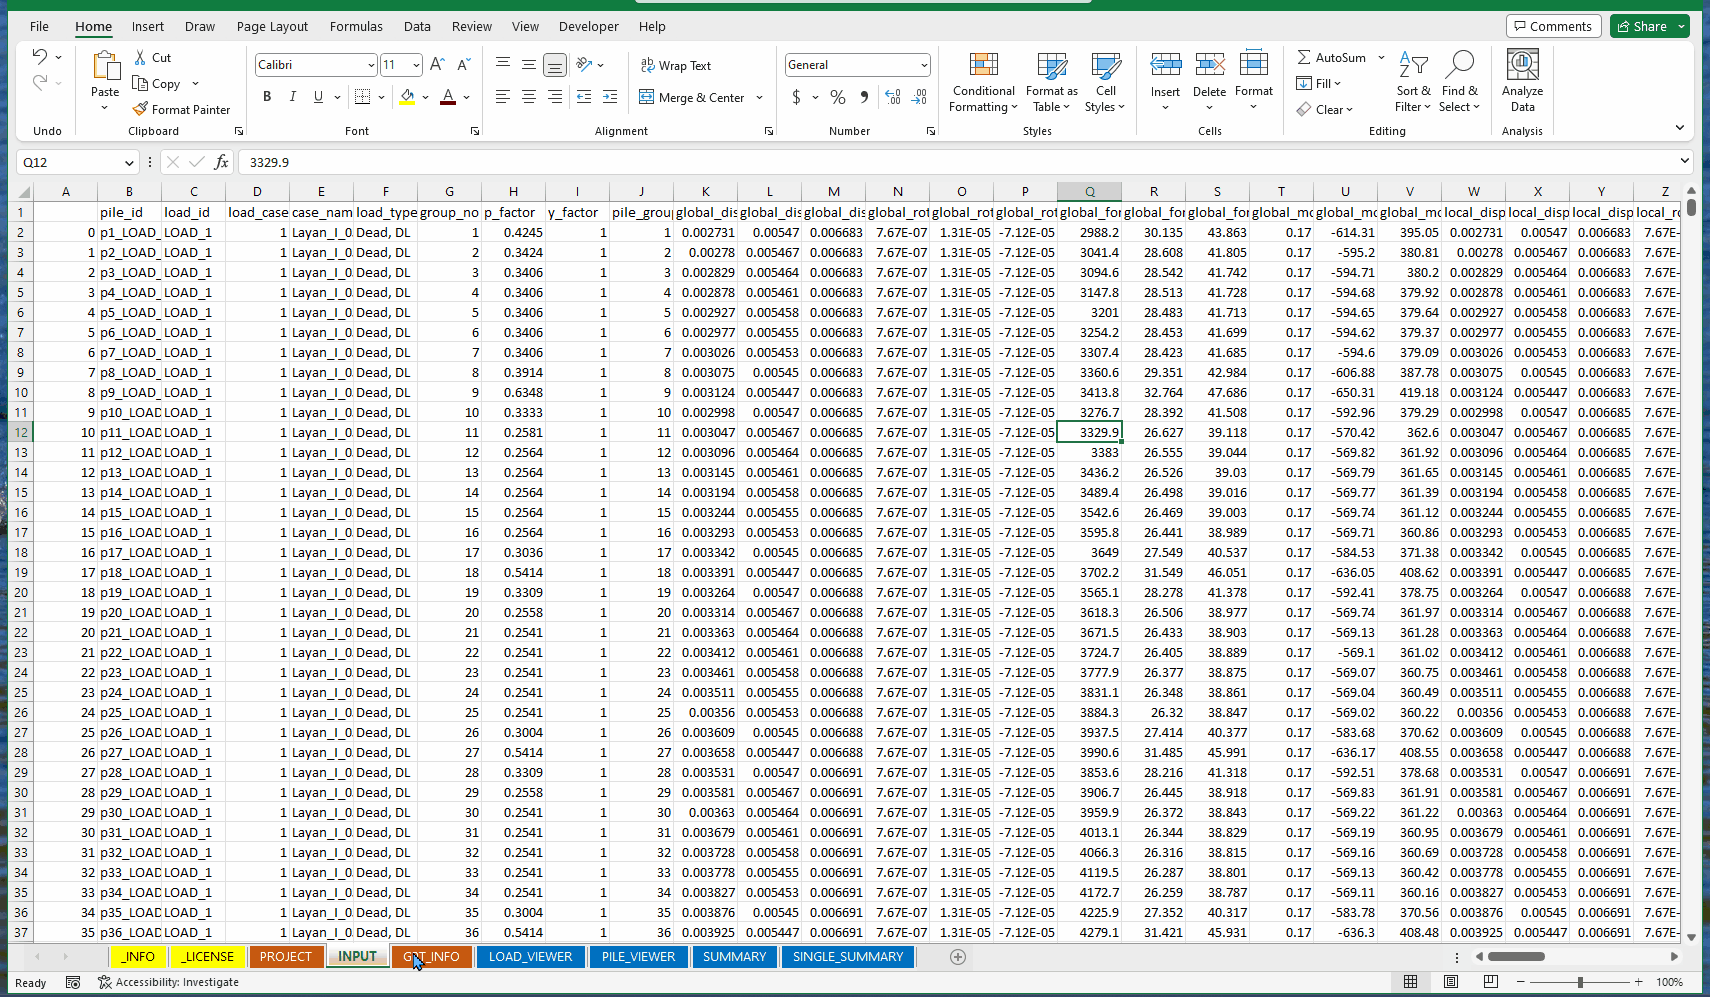 File Home Insert Draw Page Layout Formulas Data Review View Developer Help Comments Share
Cut
Copy
Paste
Format Painter
Calibri 11
B I U
Wrap Text
Merge & Center
General
$ % 9
Conditional Formatting
Format as Table
Cell Styles
Insert Delete Format
AutoSum
Fill
Clear
Sort & Filter
Find & Select
Analyze Data
Undo Clipboard Font Alignment Number Styles Cells Editing Analysis
Q12 fx 3329.9
A B C D E F G H I J K L M N O P Q R S T U V W X Y Z
1 pile_id load_id load_case case_nam load_type group_no p_factor y_factor pile_grou global_dis global_dis global_dis global_rot global_rot global_rot global_for global_for global_for global_mo global_mo global_mo local_disp local_disp local_disp local_ro
2 0 p1_LOAD_ LOAD_1 1 Layan_I_0 Dead, DL 1 0.4245 1 1 0.002731 0.00547 0.006683 7.67E-07 1.31E-05 -7.12E-05 2988.2 30.135 43.863 0.17 -614.31 395.05 0.002731 0.00547 0.006683 7.67E-
3 1 p2_LOAD_ LOAD_1 1 Layan_I_0 Dead, DL 2 0.3424 1 2 0.00278 0.005467 0.006683 7.67E-07 1.31E-05 -7.12E-05 3041.4 28.608 41.805 0.17 -595.2 380.81 0.00278 0.005467 0.006683 7.67E-
4 2 p3_LOAD_ LOAD_1 1 Layan_I_0 Dead, DL 3 0.3406 1 3 0.002829 0.005464 0.006683 7.67E-07 1.31E-05 -7.12E-05 3094.6 28.542 41.742 0.17 -594.71 380.2 0.002829 0.005464 0.006683 7.67E-
5 3 p4_LOAD_ LOAD_1 1 Layan_I_0 Dead, DL 4 0.3406 1 4 0.002878 0.005461 0.006683 7.67E-07 1.31E-05 -7.12E-05 3147.8 28.513 41.728 0.17 -594.68 379.92 0.002878 0.005461 0.006683 7.67E-
6 4 p5_LOAD_ LOAD_1 1 Layan_I_0 Dead, DL 5 0.3406 1 5 0.002927 0.005458 0.006683 7.67E-07 1.31E-05 -7.12E-05 3201 28.483 41.713 0.17 -594.65 379.64 0.002927 0.005458 0.006683 7.67E-
7 5 p6_LOAD_ LOAD_1 1 Layan_I_0 Dead, DL 6 0.3406 1 6 0.002977 0.005455 0.006683 7.67E-07 1.31E-05 -7.12E-05 3254.2 28.453 41.699 0.17 -594.62 379.37 0.002977 0.005455 0.006683 7.67E-
8 6 p7_LOAD_ LOAD_1 1 Layan_I_0 Dead, DL 7 0.3406 1 7 0.003026 0.005453 0.006683 7.67E-07 1.31E-05 -7.12E-05 3307.4 28.423 41.685 0.17 -594.6 379.09 0.003026 0.005453 0.006683 7.67E-
9 7 p8_LOAD_ LOAD_1 1 Layan_I_0 Dead, DL 8 0.3914 1 8 0.003075 0.00545 0.006683 7.67E-07 1.31E-05 -7.12E-05 3360.6 29.351 42.984 0.17 -606.88 387.78 0.003075 0.00545 0.006683 7.67E-
10 8 p9_LOAD_ LOAD_1 1 Layan_I_0 Dead, DL 9 0.6348 1 9 0.003124 0.005447 0.006683 7.67E-07 1.31E-05 -7.12E-05 3413.8 32.764 47.686 0.17 -650.31 419.18 0.003124 0.005447 0.006683 7.67E-
11 9 p10_LOAD LOAD_1 1 Layan_I_0 Dead, DL 10 0.3333 1 10 0.002998 0.00547 0.006685 7.67E-07 1.31E-05 -7.12E-05 3276.7 28.392 41.508 0.17 -592.96 379.29 0.002998 0.00547 0.006685 7.67E-
12 10 p11_LOAD LOAD_1 1 Layan_I_0 Dead, DL 11 0.2581 1 11 0.003047 0.005467 0.006685 7.67E-07 1.31E-05 -7.12E-05 3329.9 26.627 39.118 0.17 -570.42 362.6 0.003047 0.005467 0.006685 7.67E-
13 11 p12_LOAD LOAD_1 1 Layan_I_0 Dead, DL 12 0.2564 1 12 0.003096 0.005464 0.006685 7.67E-07 1.31E-05 -7.12E-05 3383 26.555 39.044 0.17 -569.82 361.92 0.003096 0.005464 0.006685 7.67E-
14 12 p13_LOAD LOAD_1 1 Layan_I_0 Dead, DL 13 0.2564 1 13 0.003145 0.005461 0.006685 7.67E-07 1.31E-05 -7.12E-05 3436.2 26.526 39.03 0.17 -569.79 361.65 0.003145 0.005461 0.006685 7.67E-
15 13 p14_LOAD LOAD_1 1 Layan_I_0 Dead, DL 14 0.2564 1 14 0.003194 0.005458 0.006685 7.67E-07 1.31E-05 -7.12E-05 3489.4 26.498 39.016 0.17 -569.77 361.39 0.003194 0.005458 0.006685 7.67E-
16 14 p15_LOAD LOAD_1 1 Layan_I_0 Dead, DL 15 0.2564 1 15 0.003244 0.005455 0.006685 7.67E-07 1.31E-05 -7.12E-05 3542.6 26.469 39.003 0.17 -569.74 361.12 0.003244 0.005455 0.006685 7.67E-
17 15 p16_LOAD LOAD_1 1 Layan_I_0 Dead, DL 16 0.2564 1 16 0.003293 0.005453 0.006685 7.67E-07 1.31E-05 -7.12E-05 3595.8 26.441 38.989 0.17 -569.71 360.86 0.003293 0.005453 0.006685 7.67E-
18 16 p17_LOAD LOAD_1 1 Layan_I_0 Dead, DL 17 0.3036 1 17 0.003342 0.00545 0.006685 7.67E-07 1.31E-05 -7.12E-05 3649 27.549 40.537 0.17 -584.53 371.38 0.003342 0.00545 0.006685 7.67E-
19 17 p18_LOAD LOAD_1 1 Layan_I_0 Dead, DL 18 0.5414 1 18 0.003391 0.005447 0.006685 7.67E-07 1.31E-05 -7.12E-05 3702.2 31.549 46.051 0.17 -636.05 408.62 0.003391 0.005447 0.006685 7.67E-
20 18 p19_LOAD LOAD_1 1 Layan_I_0 Dead, DL 19 0.3309 1 19 0.003264 0.00547 0.006688 7.67E-07 1.31E-05 -7.12E-05 3565.1 28.278 41.378 0.17 -592.41 378.75 0.003264 0.00547 0.006688 7.67E-
21 19 p20_LOAD LOAD_1 1 Layan_I_0 Dead, DL 20 0.2558 1 20 0.003314 0.005467 0.006688 7.67E-07 1.31E-05 -7.12E-05 3618.3 26.506 38.977 0.17 -569.74 361.97 0.003314 0.005467 0.006688 7.67E-
22 20 p21_LOAD LOAD_1 1 Layan_I_0 Dead, DL 21 0.2541 1 21 0.003363 0.005464 0.006688 7.67E-07 1.31E-05 -7.12E-05 3671.5 26.433 38.903 0.17 -569.13 361.28 0.003363 0.005464 0.006688 7.67E-
23 21 p22_LOAD LOAD_1 1 Layan_I_0 Dead, DL 22 0.2541 1 22 0.003412 0.005461 0.006688 7.67E-07 1.31E-05 -7.12E-05 3724.7 26.405 38.889 0.17 -569.1 361.02 0.003412 0.005461 0.006688 7.67E-
24 22 p23_LOAD LOAD_1 1 Layan_I_0 Dead, DL 23 0.2541 1 23 0.003461 0.005458 0.006688 7.67E-07 1.31E-05 -7.12E-05 3777.9 26.377 38.875 0.17 -569.07 360.75 0.003461 0.005458 0.006688 7.67E-
25 23 p24_LOAD LOAD_1 1 Layan_I_0 Dead, DL 24 0.2541 1 24 0.003511 0.005455 0.006688 7.67E-07 1.31E-05 -7.12E-05 3831.1 26.348 38.861 0.17 -569.04 360.49 0.003511 0.005455 0.006688 7.67E-
26 24 p25_LOAD LOAD_1 1 Layan_I_0 Dead, DL 25 0.2541 1 25 0.00356 0.005453 0.006688 7.67E-07 1.31E-05 -7.12E-05 3884.3 26.32 38.847 0.17 -569.02 360.22 0.00356 0.005453 0.006688 7.67E-
27 25 p26_LOAD LOAD_1 1 Layan_I_0 Dead, DL 26 0.3004 1 26 0.003609 0.00545 0.006688 7.67E-07 1.31E-05 -7.12E-05 3937.5 27.414 40.377 0.17 -583.68 370.62 0.003609 0.00545 0.006688 7.67E-
28 26 p27_LOAD LOAD_1 1 Layan_I_0 Dead, DL 27 0.5414 1 27 0.003658 0.005447 0.006688 7.67E-07 1.31E-05 -7.12E-05 3990.6 31.485 45.991 0.17 -636.17 408.55 0.003658 0.005447 0.006688 7.67E-
29 27 p28_LOAD LOAD_1 1 Layan_I_0 Dead, DL 28 0.3309 1 28 0.003531 0.00547 0.006691 7.67E-07 1.31E-05 -7.12E-05 3853.6 28.216 41.318 0.17 -592.51 378.68 0.003531 0.00547 0.006691 7.67E-
30 28 p29_LOAD LOAD_1 1 Layan_I_0 Dead, DL 29 0.2558 1 29 0.003581 0.005467 0.006691 7.67E-07 1.31E-05 -7.12E-05 3906.7 26.445 38.918 0.17 -569.83 361.91 0.003581 0.005467 0.006691 7.67E-
31 29 p30_LOAD LOAD_1 1 Layan_I_0 Dead, DL 30 0.2541 1 30 0.00363 0.005464 0.006691 7.67E-07 1.31E-05 -7.12E-05 3959.9 26.372 38.843 0.17 -569.22 361.22 0.00363 0.005464 0.006691 7.67E-
32 30 p31_LOAD LOAD_1 1 Layan_I_0 Dead, DL 31 0.2541 1 31 0.003679 0.005461 0.006691 7.67E-07 1.31E-05 -7.12E-05 4013.1 26.344 38.829 0.17 -569.19 360.95 0.003679 0.005461 0.006691 7.67E-
33 31 p32_LOAD LOAD_1 1 Layan_I_0 Dead, DL 32 0.2541 1 32 0.003728 0.005458 0.006691 7.67E-07 1.31E-05 -7.12E-05 4066.3 26.316 38.815 0.17 -569.16 360.69 0.003728 0.005458 0.006691 7.67E-
34 32 p33_LOAD LOAD_1 1 Layan_I_0 Dead, DL 33 0.2541 1 33 0.003778 0.005455 0.006691 7.67E-07 1.31E-05 -7.12E-05 4119.5 26.287 38.801 0.17 -569.13 360.42 0.003778 0.005455 0.006691 7.67E-
35 33 p34_LOAD LOAD_1 1 Layan_I_0 Dead, DL 34 0.2541 1 34 0.003827 0.005453 0.006691 7.67E-07 1.31E-05 -7.12E-05 4172.7 26.259 38.787 0.17 -569.11 360.16 0.003827 0.005453 0.006691 7.67E-
36 34 p35_LOAD LOAD_1 1 Layan_I_0 Dead, DL 35 0.3004 1 35 0.003876 0.00545 0.006691 7.67E-07 1.31E-05 -7.12E-05 4225.9 27.352 40.317 0.17 -583.78 370.56 0.003876 0.00545 0.006691 7.67E-
37 35 p36_LOAD LOAD_1 1 Layan_I_0 Dead, DL 36 0.5414 1 36 0.003925 0.005447 0.006691 7.67E-07 1.31E-05 -7.12E-05 4279.1 31.421 45.931 0.17 -636.3 408.48 0.003925 0.005447 0.006691 7.67E-
_INFO _LICENSE PROJECT INPUT LOAD_VIEWER PILE_VIEWER SUMMARY SINGLE_SUMMARY
Ready Accessibility: Investigate 100%